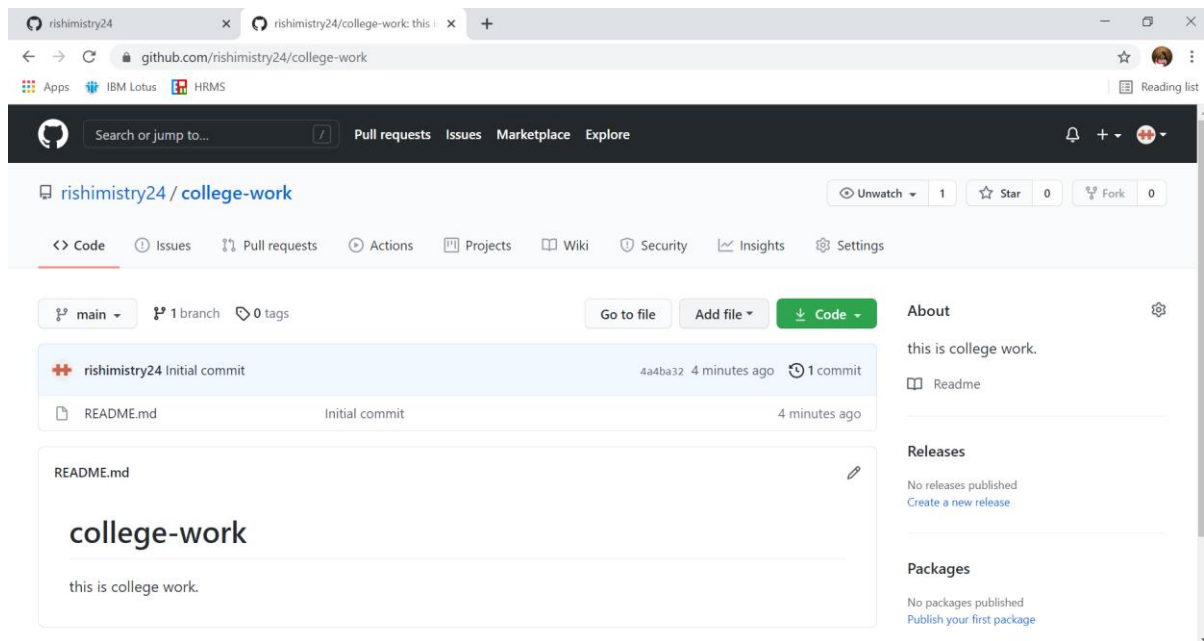 rishimistry24
rishimistry24/college-work: this i
github.com/rishimistry24/college-work
Apps IBM Lotus HRMS Reading list
Search or jump to... / Pull requests Issues Marketplace Explore
rishimistry24 / college-work Unwatch 1 Star 0 Fork 0
Code Issues Pull requests Actions Projects Wiki Security Insights Settings
main 1 branch 0 tags Go to file Add file Code
rishimistry24 Initial commit 4a4ba32 4 minutes ago 1 commit
README.md Initial commit 4 minutes ago
README.md
college-work
this is college work.
About
this is college work.
Readme
Releases
No releases published
Create a new release
Packages
No packages published
Publish your first package